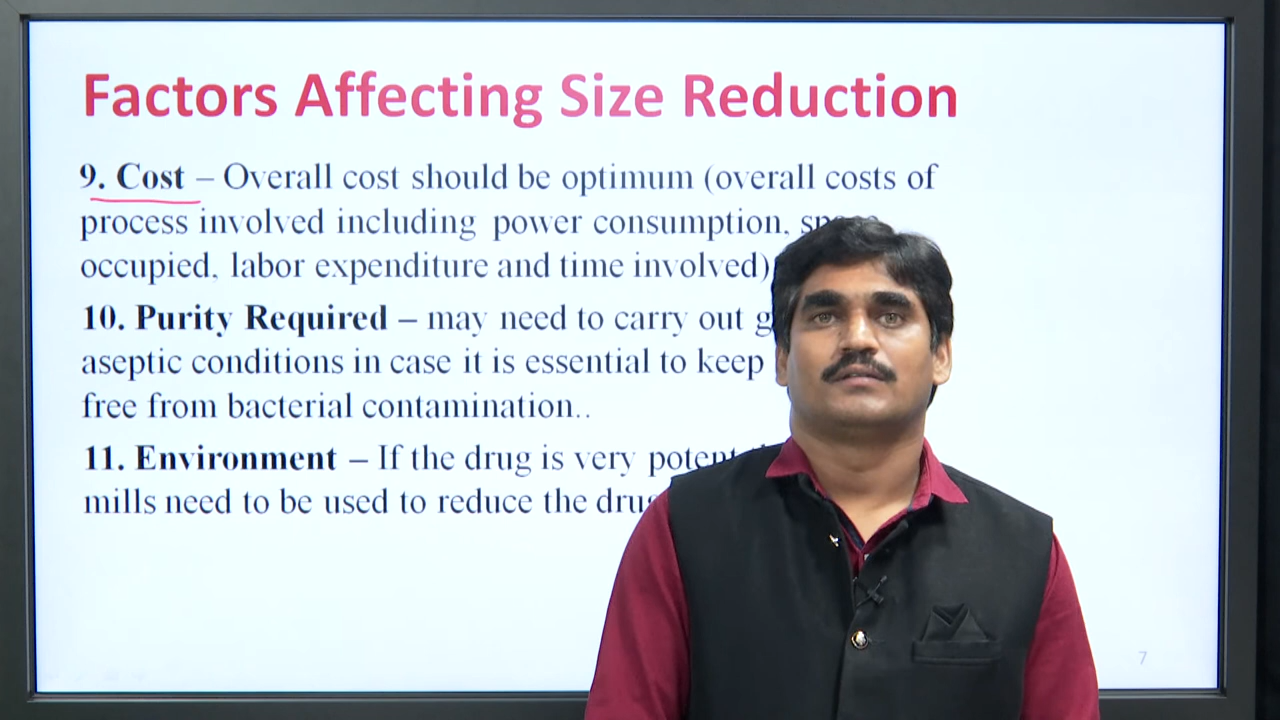 Factors Affecting Size Reduction
9. Cost – Overall cost should be optimum (overall costs of
process involved including power consumption,
occupied, labor expenditure and time involved)
10. Purity Required – may need to carry out
aseptic conditions in case it is essential to keep
free from bacterial contamination..
11. Environment – If the drug is very potent
mills need to be used to reduce the
7